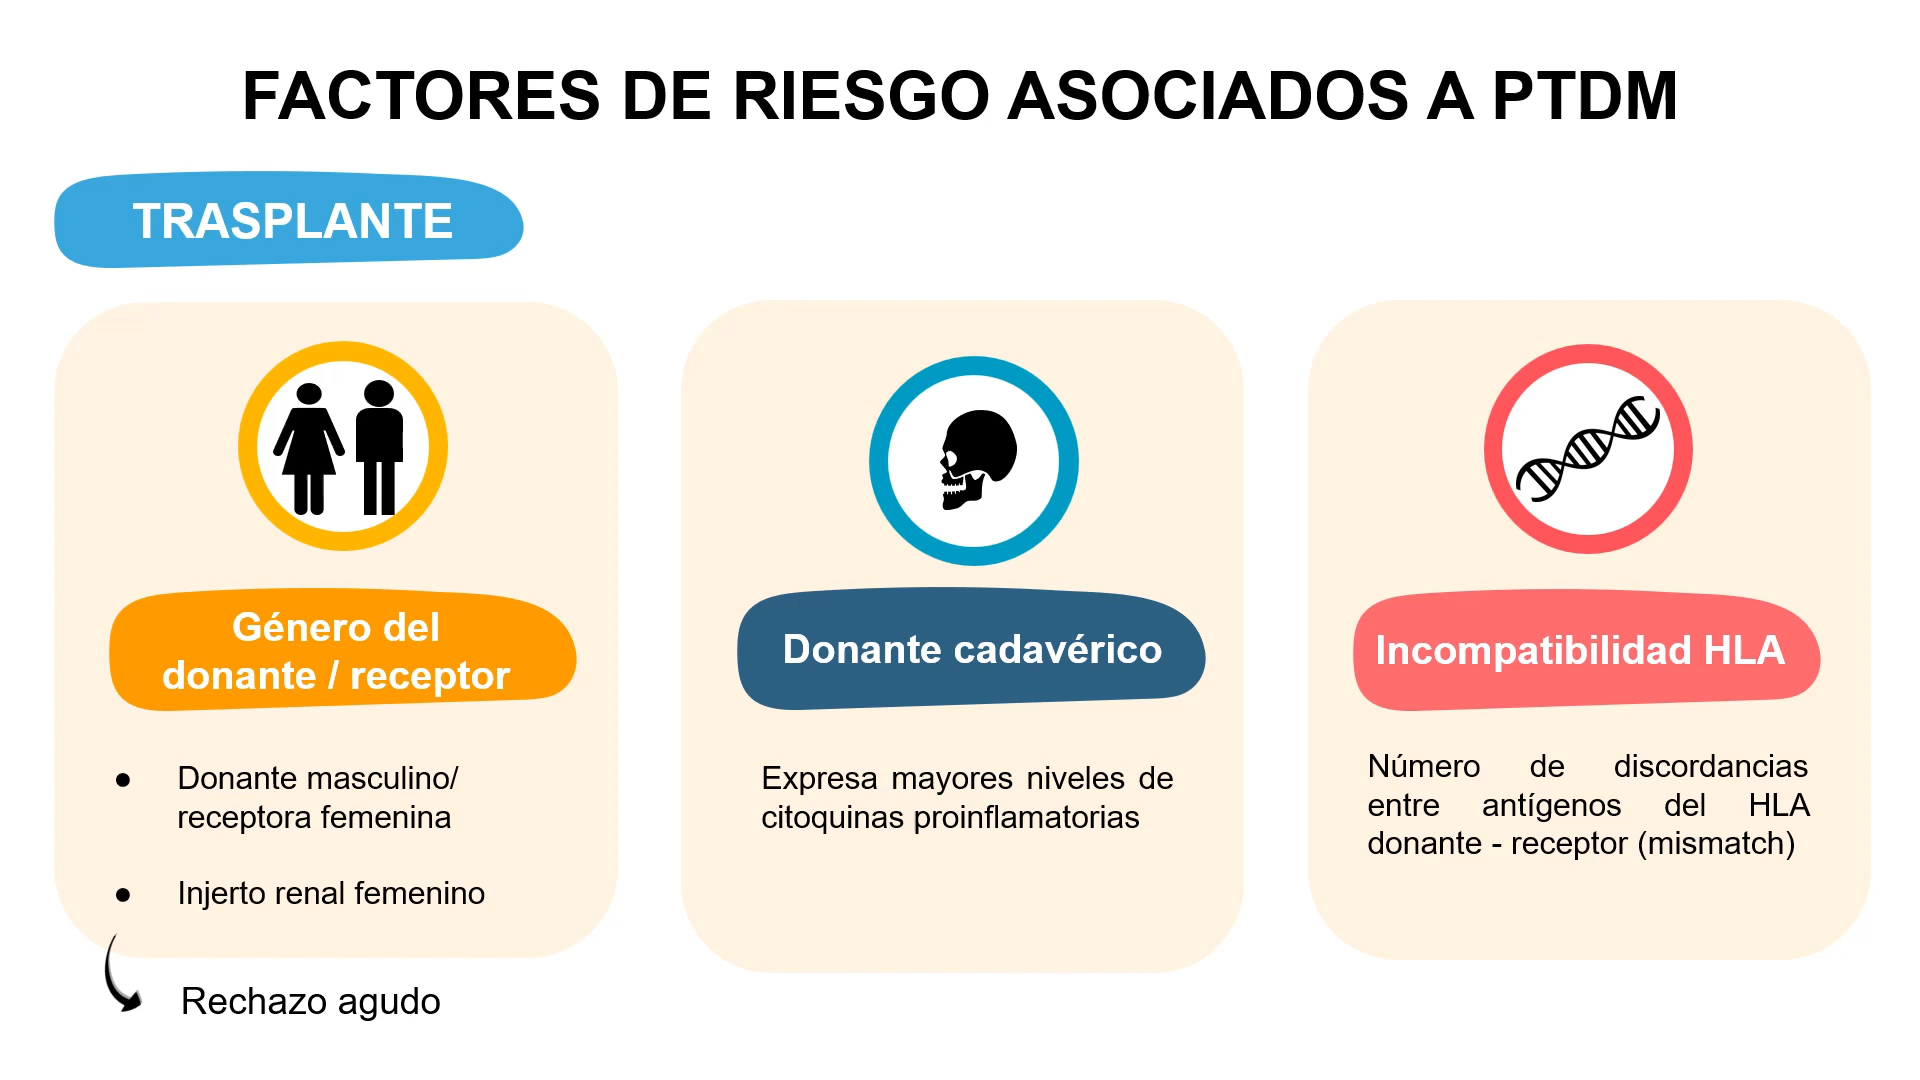 FACTORES DE RIESGO ASOCIADOS A PTDM
TRASPLANTE
Género del
donante / receptor
● Donante masculino/
receptora femenina
● Injerto renal femenino
Rechazo agudo
Donante cadavérico
Expresa mayores niveles de
citoquinas proinflamatorias
Incompatibilidad HLA
Número de discordancias
entre antígenos del HLA
donante - receptor (mismatch)